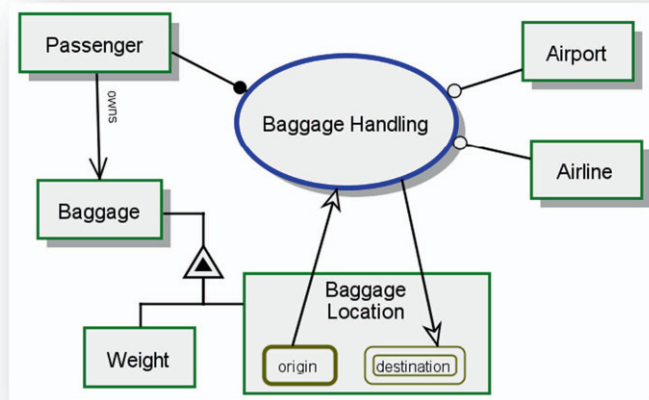 Passenger
owns
Baggage Handling
Airport
Airline
Baggage
Weight
Baggage
Location
origin
destination